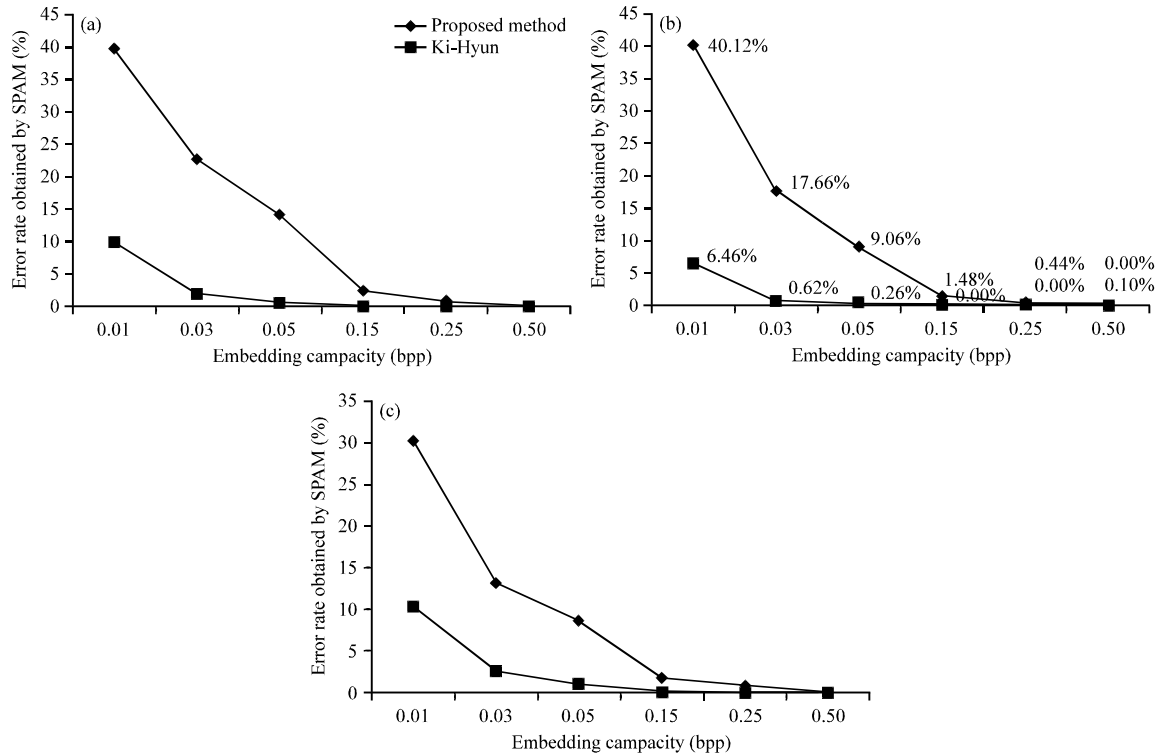 (a)
Proposed method
Ki-Hyun
Error rate obtained by SPAM (%)
45
40
35
30
25
20
15
10
5
0
0.01 0.03 0.05 0.15 0.25 0.50
Embedding campacity (bpp)
(b)
Error rate obtained by SPAM (%)
45
40
35
30
25
20
15
10
5
0
40.12%
17.66%
9.06%
6.46%
0.62%
0.26%
1.48%
0.00%
0.44% 0.00%
0.00% 0.10%
0.01 0.03 0.05 0.15 0.25 0.50
Embedding campacity (bpp)
(c)
Error rate obtained by SPAM (%)
35
30
25
20
15
10
5
0
0.01 0.03 0.05 0.15 0.25 0.50
Embedding campacity (bpp)